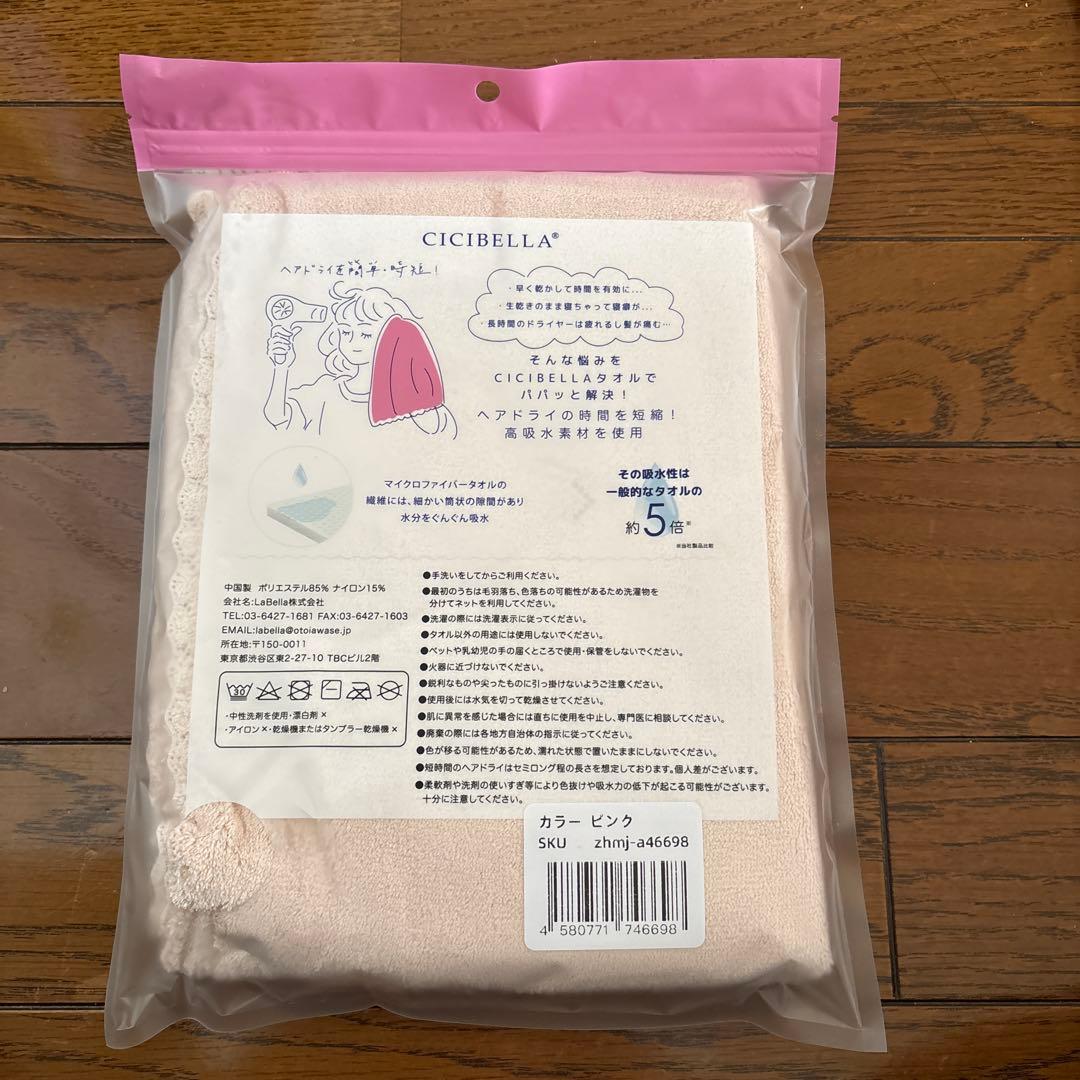 CICIBELLA®
ヘアドライを簡単・時短!
・早く乾かして時間を有効に...
・生乾きのまま寝ちゃって寝癖が...
・長時間のドライヤーは疲れるし髪が痛む…
そんな悩みを
CICIBELLAタオルで
パパッと解決!
ヘアドライの時間を短縮!
高吸水素材を使用
マイクロファイバータオルの
繊維には、細かい筒状の隙間があり
水分をぐんぐん吸水
その吸水性は
一般的なタオルの
約5倍※
※当社製品比較
中国製 ポリエステル85% ナイロン15%
会社名:LaBella株式会社
TEL:03-6427-1681 FAX:03-6427-1603
EMAIL:labella@otoiawase.jp
所在地:〒150-0011
東京都渋谷区東2-27-10 TBCビル2階
30
・中性洗剤を使用・漂白剤×
・アイロン×・乾燥機またはタンブラー乾燥機×
●手洗いをしてからご利用ください。
●最初のうちは毛羽落ち、色落ちの可能性があるため洗濯物を
分けてネットを利用してください。
●洗濯の際には洗濯表示に従ってください。
●タオル以外の用途には使用しないでください。
●ペットや乳幼児の手の届くところで使用・保管をしないでください。
●火器に近づけないでください。
●鋭利なものや尖ったものに引っ掛けないようご注意ください。
●使用後には水気を切って乾燥させてください。
●肌に異常を感じた場合には直ちに使用を中止し、専門医に相談してください。
●廃棄の際には各地方自治体の指示に従ってください。
●色が移る可能性があるため、濡れた状態で置いたままにしないでください。
●短時間のヘアドライはセミロング程の長さを想定しております。個人差がございます。
●柔軟剤や洗剤の使いすぎ等により色抜けや吸水力の低下が起こる可能性がございます。
十分に注意してください。
カラー ピンク
SKU zhmj-a46698
4 580771 746698